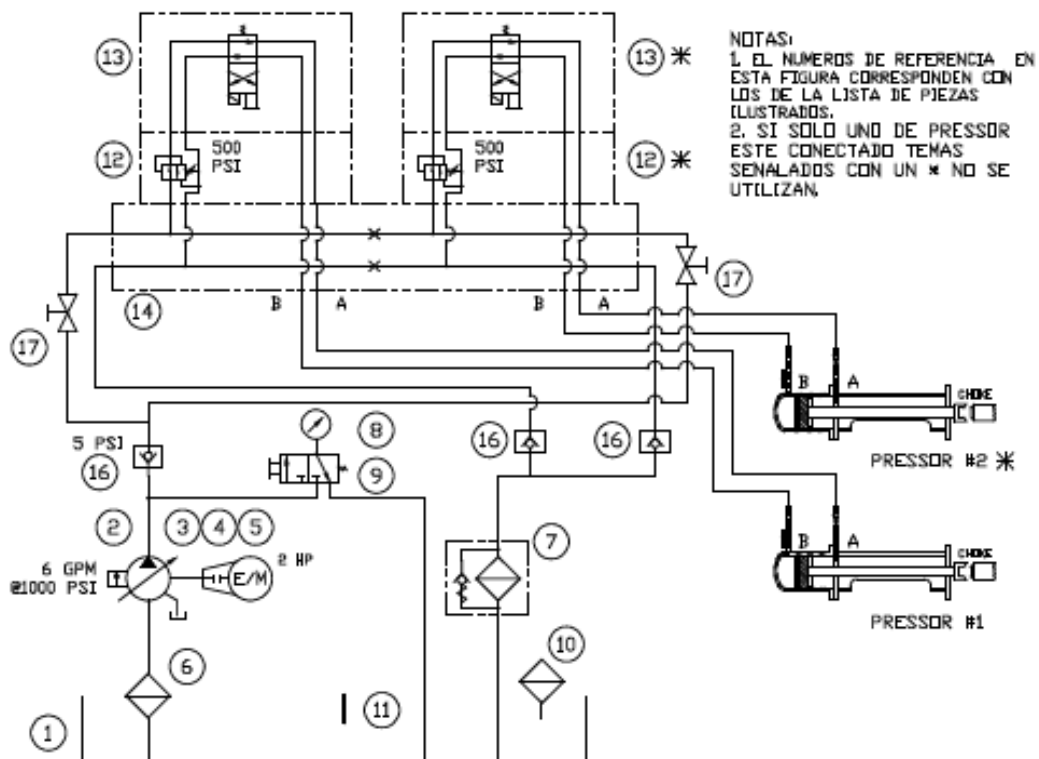 13
13 *
NOTAS:
1. EL NUMEROS DE REFERENCIA EN
ESTA FIGURA CORRESPONDEN CON
LOS DE LA LISTA DE PIEZAS
ILUSTRADOS.
2. SI SOLO UNO DE PRESSOR
ESTE CONECTADO TEMAS
SENALADOS CON UN * NO SE
UTILIZAN.
12
500
PSI
500
PSI
12 *
14
B A
B A
17
17
B A
CHOKE
PRESSOR #2 *
5 PSI
16
8
9
16
16
2
3 4 5
6 GPM
@1000 PSI
E/M
2 HP
7
B A
CHOKE
PRESSOR #1
6
10
1
11